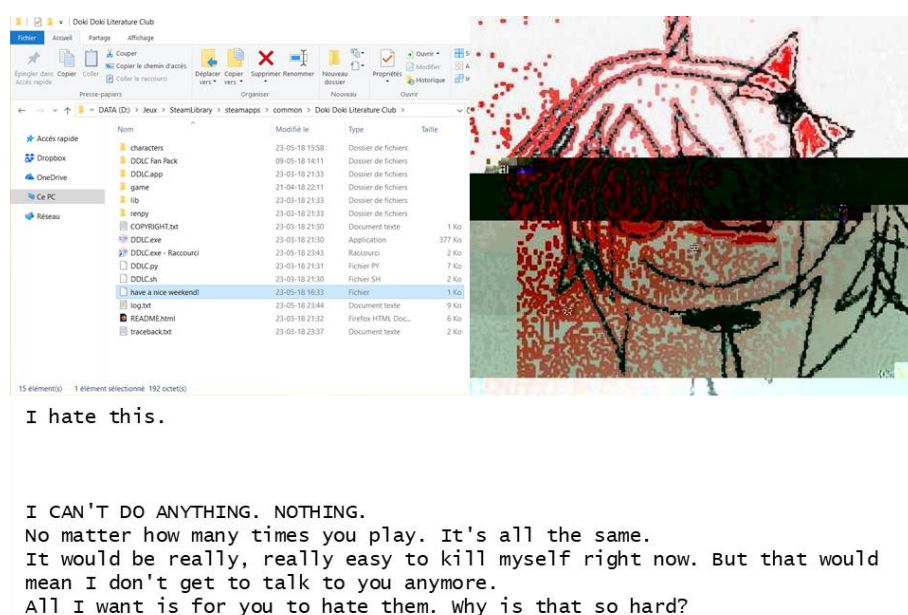 Doki Doki Literature Club
Fichier Accueil Partage Affichage
Épingler dans Accès rapide
Copier
Coller
Couper
Copier le chemin d'accès
Coller le raccourci
Déplacer vers
Copier vers
Supprimer
Renommer
Nouveau dossier
Propriétés
Ouvrir
Modifier
Historique
Presse-papiers Organiser Nouveau Ouvrir
DATA (D:) > Jeux > SteamLibrary > steamapps > common > Doki Doki Literature Club >
Accès rapide
Dropbox
OneDrive
Ce PC
Réseau
Nom Modifié le Type Taille
characters 23-05-18 15:58 Dossier de fichiers
DDLC Fan Pack 09-05-18 14:11 Dossier de fichiers
DDLC.app 23-03-18 21:33 Dossier de fichiers
game 21-04-18 22:11 Dossier de fichiers
lib 23-03-18 21:33 Dossier de fichiers
renpy 23-03-18 21:33 Dossier de fichiers
COPYRIGHT.txt 23-03-18 21:30 Document texte 1 Ko
DDLC.exe 23-03-18 21:30 Application 377 Ko
DDLC.exe - Raccourci 23-05-18 23:43 Raccourci 2 Ko
DDLC.py 23-03-18 21:31 Fichier PY 7 Ko
DDLC.sh 23-03-18 21:30 Fichier SH 2 Ko
have a nice weekend! 23-05-18 16:33 Fichier 1 Ko
log.txt 23-05-18 23:44 Document texte 9 Ko
README.html 23-03-18 21:32 Firefox HTML Doc... 6 Ko
traceback.txt 23-03-18 23:37 Document texte 2 Ko
15 élément(s) 1 élément sélectionné 192 octet(s)
I hate this.
I CAN'T DO ANYTHING. NOTHING.
No matter how many times you play. It's all the same.
It would be really, really easy to kill myself right now. But that would
mean I don't get to talk to you anymore.
All I want is for you to hate them. Why is that so hard?